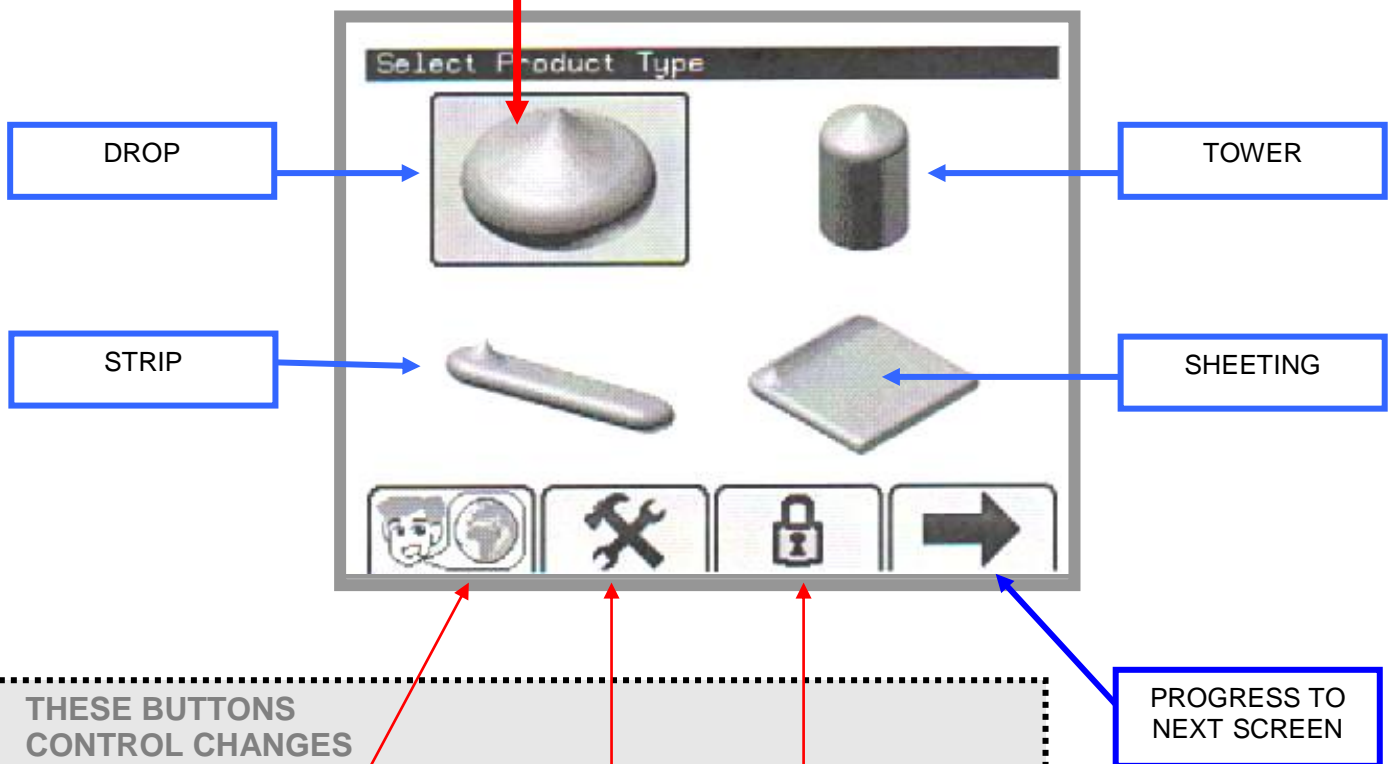 Select Product Type
DROP
TOWER
STRIP
SHEETING
THESE BUTTONS
CONTROL CHANGES
PROGRESS TO
NEXT SCREEN